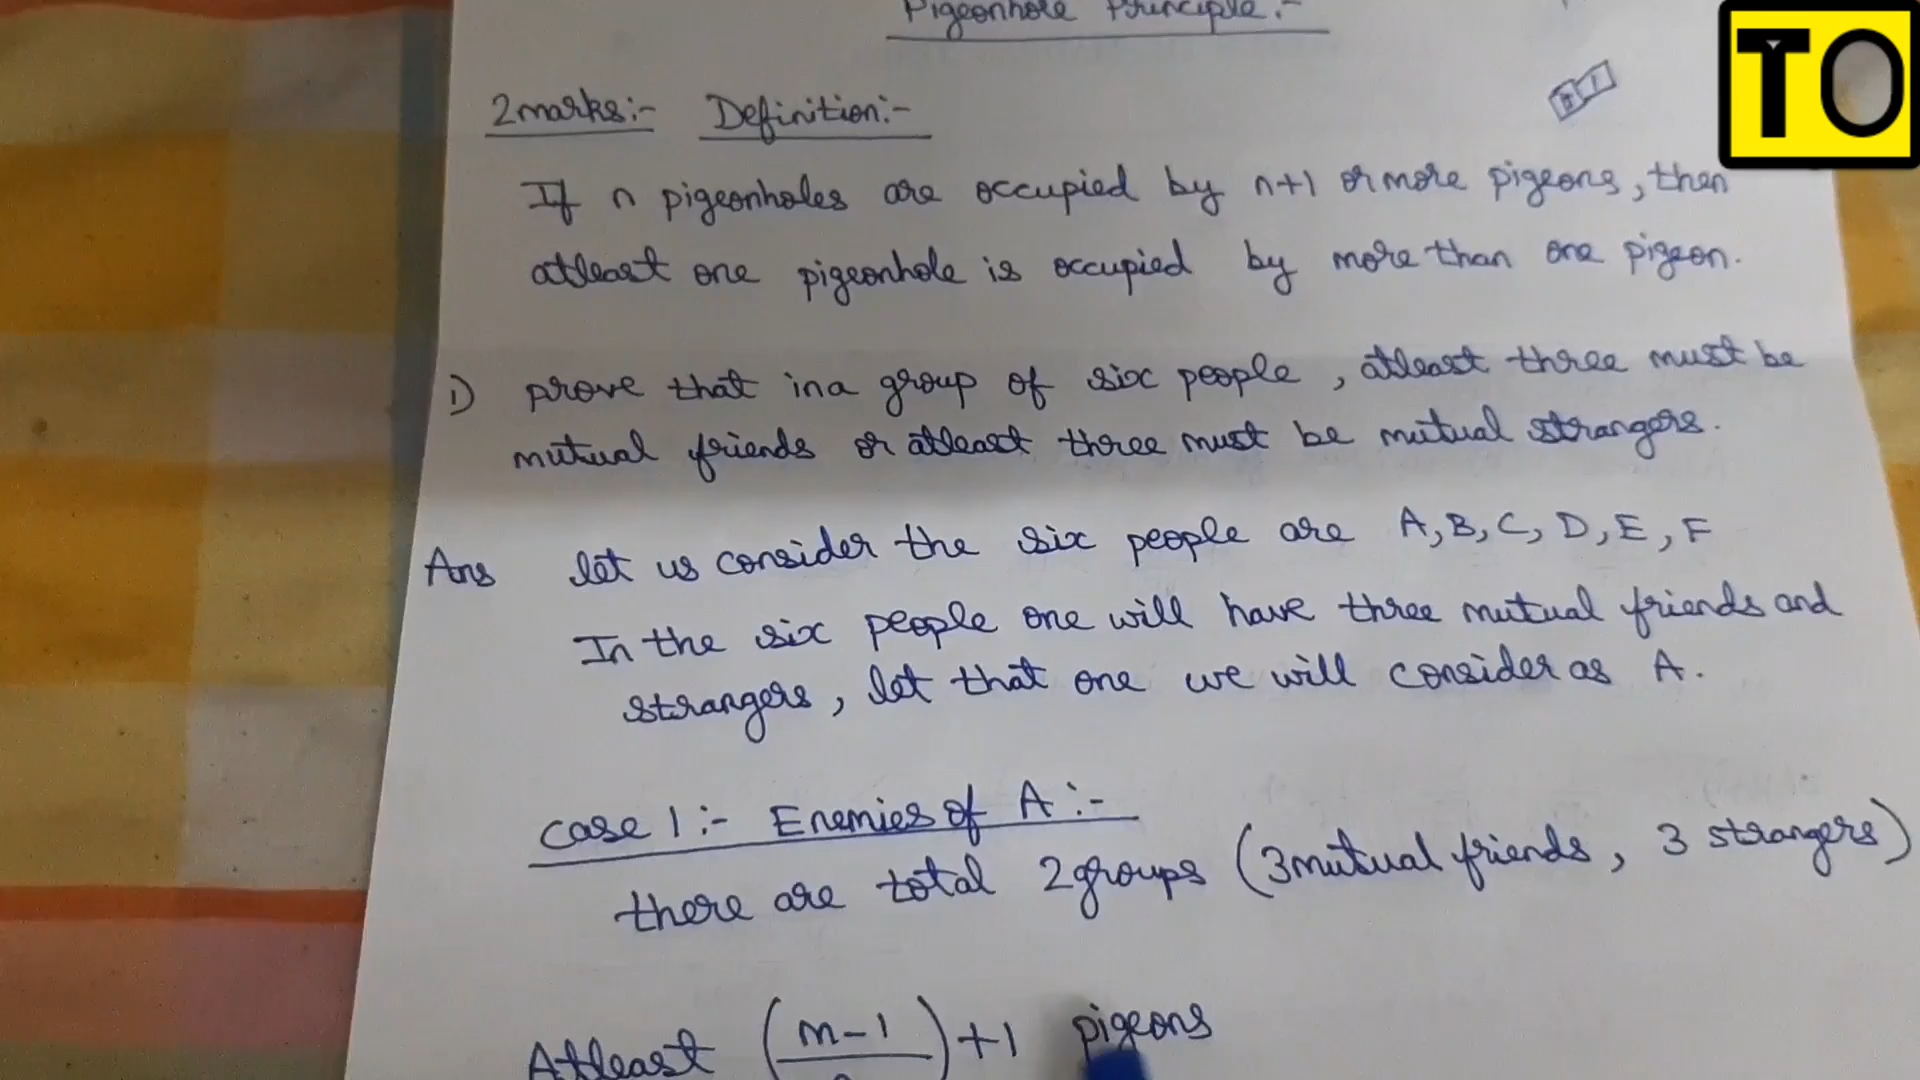 Pigeonhole Principle:-
TO
2marks:- Definition:-
If n pigeonholes are occupied by n+1 or more pigeons, then
atleast one pigeonhole is occupied by more than one pigeon.
1) prove that in a group of six people, atleast three must be
mutual friends or atleast three must be mutual strangers.
Ans let us consider the six people are A, B, C, D, E, F
In the six people one will have three mutual friends and
strangers, let that one we will consider as A.
case 1:- Enemies of A:-
there are total 2 groups (3 mutual friends, 3 strangers)
Atleast (m-1
)+1 pigeons